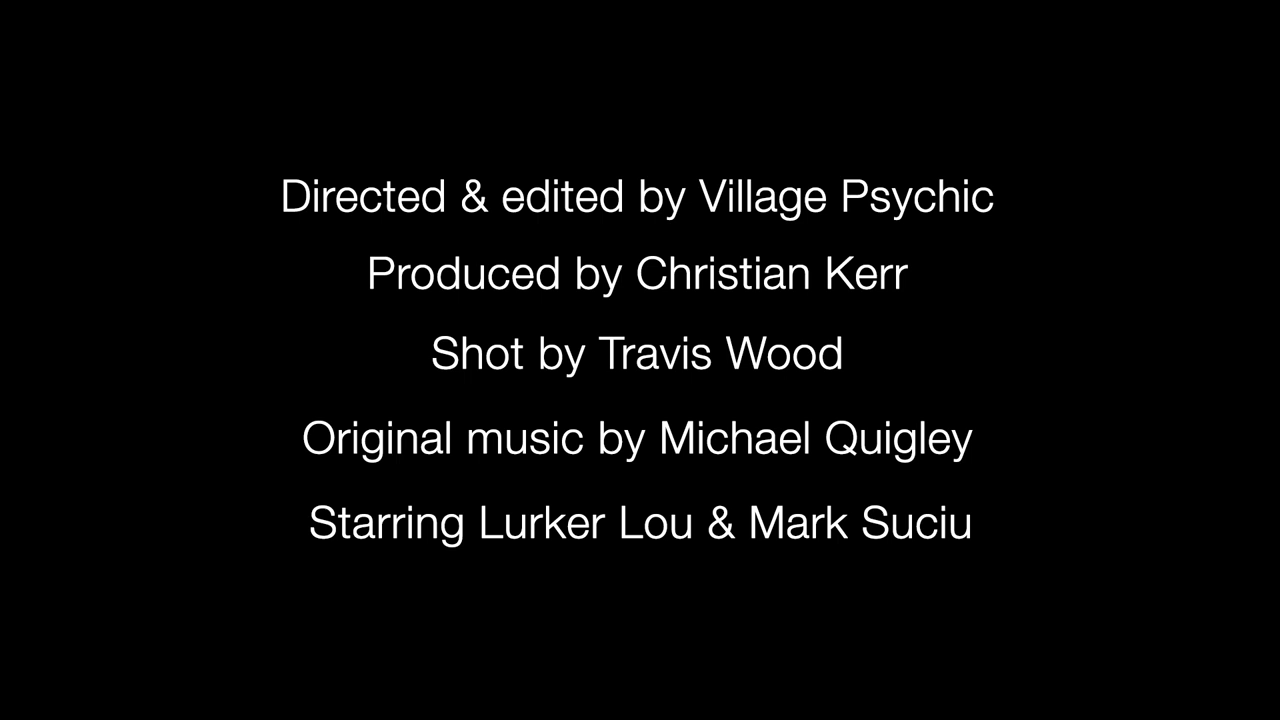 Directed & edited by Village Psychic
Produced by Christian Kerr
Shot by Travis Wood
Original music by Michael Quigley
Starring Lurker Lou & Mark Suciu